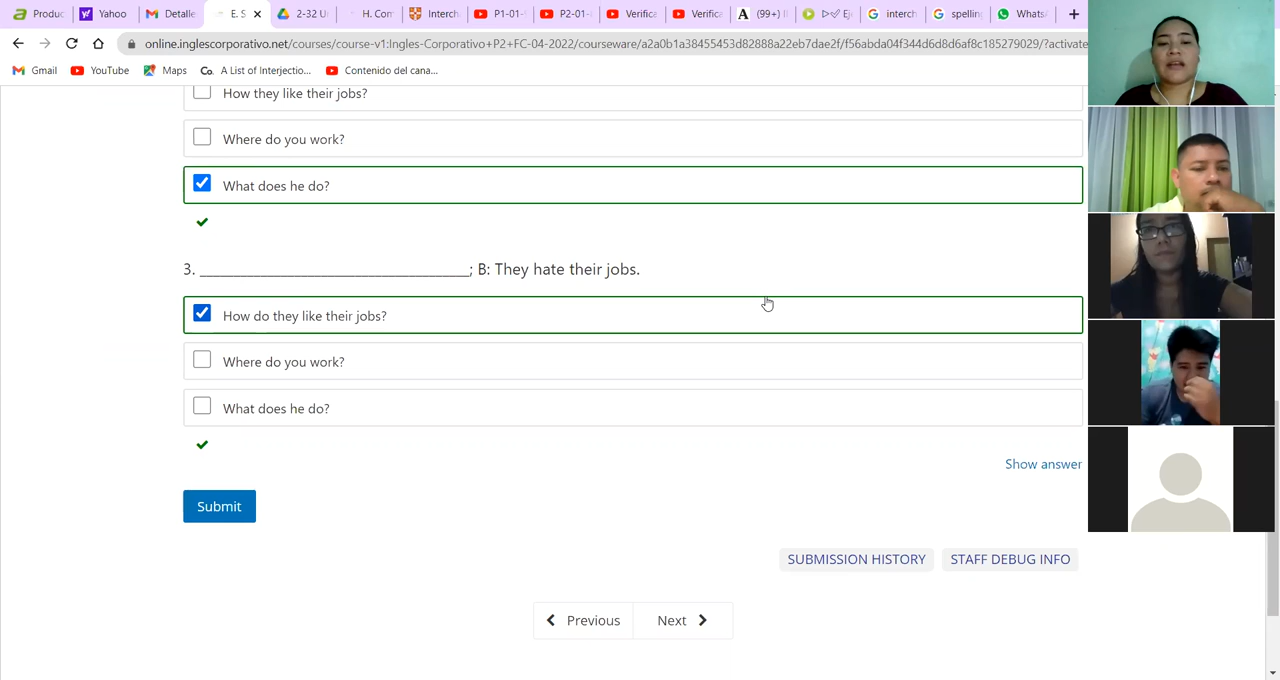 Produc
Yahoo
Detalle
E. S
2-32 U
H. Com
Interch
P1-01-
P2-01-
Verifica
Verifica
(99+)
Ej
interch
spelling
Whats
online.inglescorporativo.net/courses/course-v1:Ingles-Corporativo+P2+FC-04-2022/courseware/a2a0b1a38455453d82888a22eb7dae2f/f56abda04f344d6d8d6af8c185279029/?activate
Gmail
YouTube
Maps
Co. A List of Interjectio...
Contenido del cana...
How they like their jobs?
Where do you work?
What does he do?
3. ___________________________________; B: They hate their jobs.
How do they like their jobs?
Where do you work?
What does he do?
Show answer
Submit
SUBMISSION HISTORY
STAFF DEBUG INFO
Previous
Next